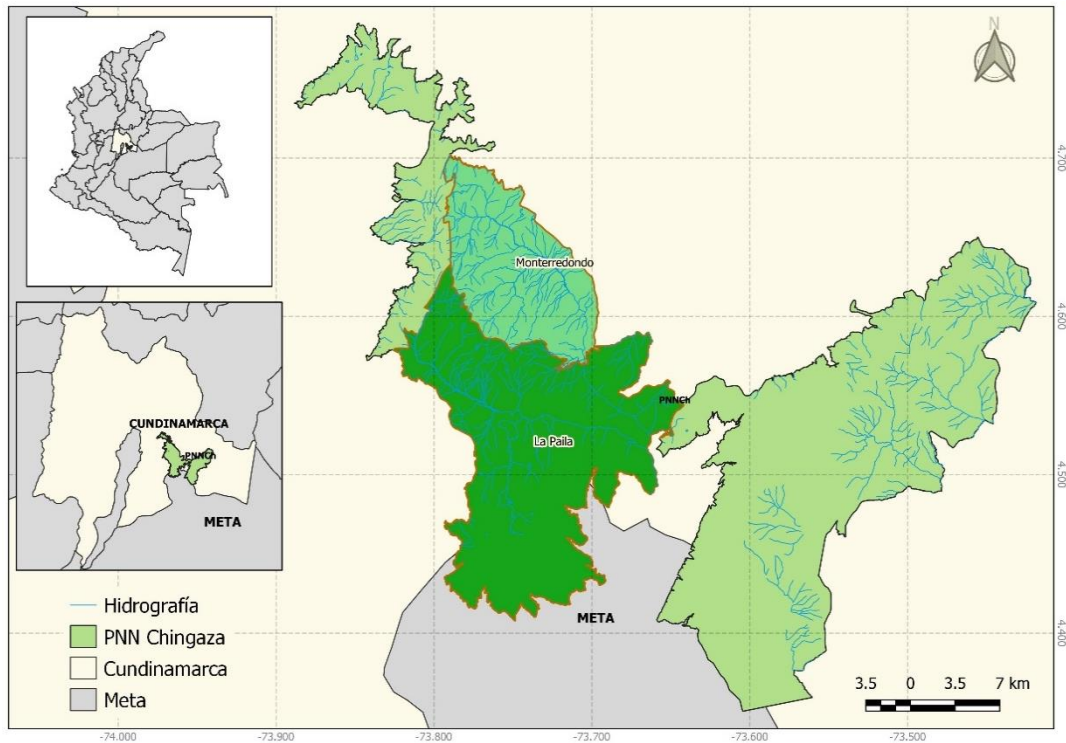 N
4.700
4.600
4.500
4.400
Monterredondo
PNNCh
La Paila
META
CUNDINAMARCA
PNNCh
META
Hidrografía
PNN Chingaza
Cundinamarca
Meta
3.5 0 3.5 7 km
-74.000 -73.900 -73.800 -73.700 -73.600 -73.500